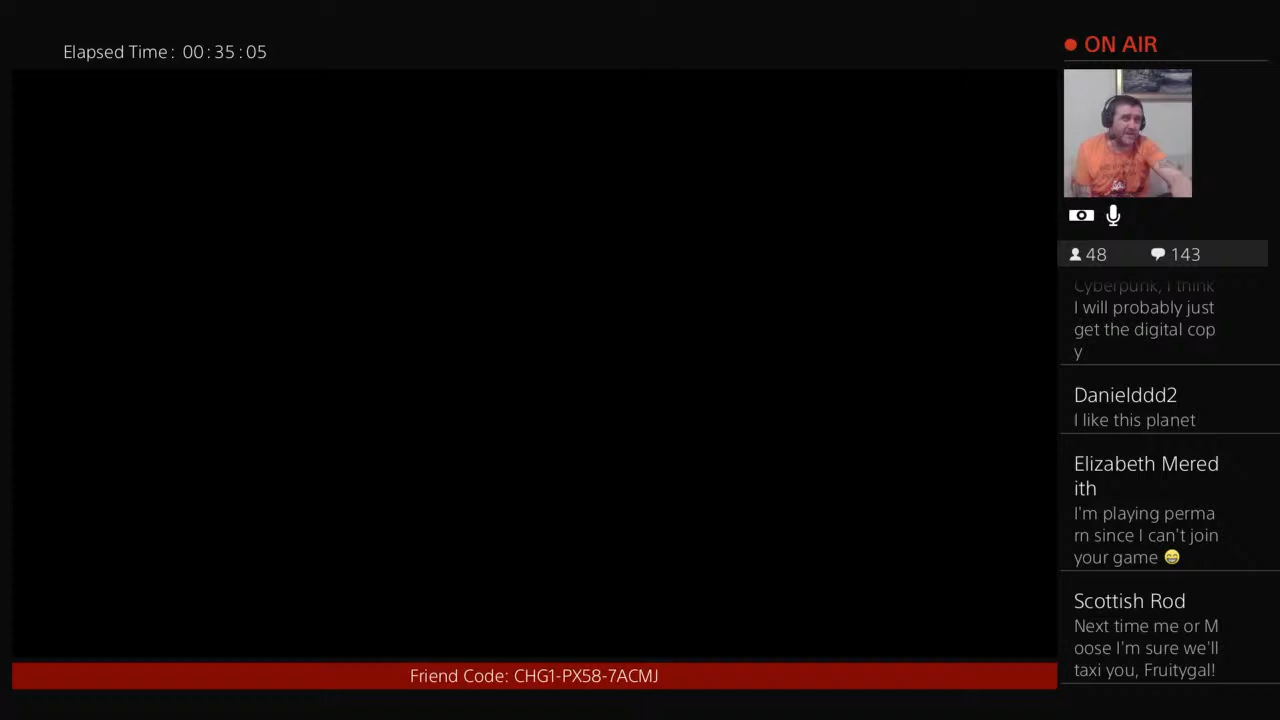 Elapsed Time: 00:35:05
ON AIR
48 143
Cyberpunk, I think
I will probably just
get the digital cop
y
Danielddd2
I like this planet
Elizabeth Mered
ith
I'm playing perma
rn since I can't join
your game 😁
Scottish Rod
Next time me or M
oose I'm sure we'll
taxi you, Fruitygal!
Friend Code: CHG1-PX58-7ACMJ